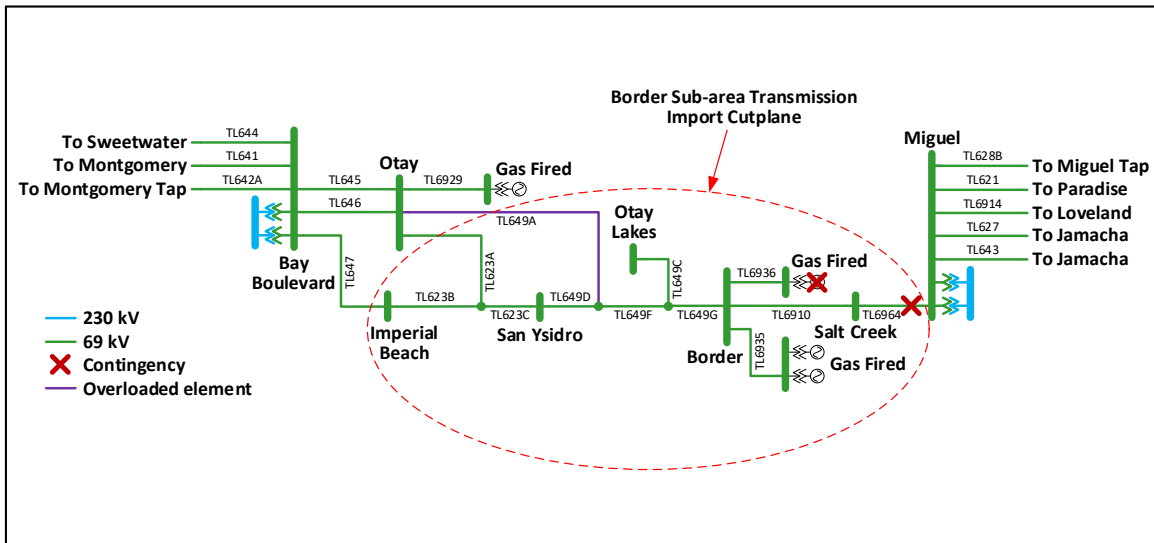 Border Sub-area Transmission
Import Cutplane
Miguel
To Sweetwater
TL644
To Montgomery
TL641
To Montgomery Tap
TL642A
TL645
TL646
Otay
TL6929
Gas Fired
TL649A
Otay
Lakes
TL628B
To Miguel Tap
TL621
To Paradise
TL6914
To Loveland
TL627
To Jamacha
TL643
To Jamacha
Bay
Boulevard
TL647
TL623A
TL649C
Gas Fired
TL6936
TL623B
TL649D
TL6910
Imperial
Beach
TL623C
San Ysidro
TL649F
TL649G
Salt Creek
TL6964
Border
TL6935
Gas Fired
230 kV
69 kV
Contingency
Overloaded element